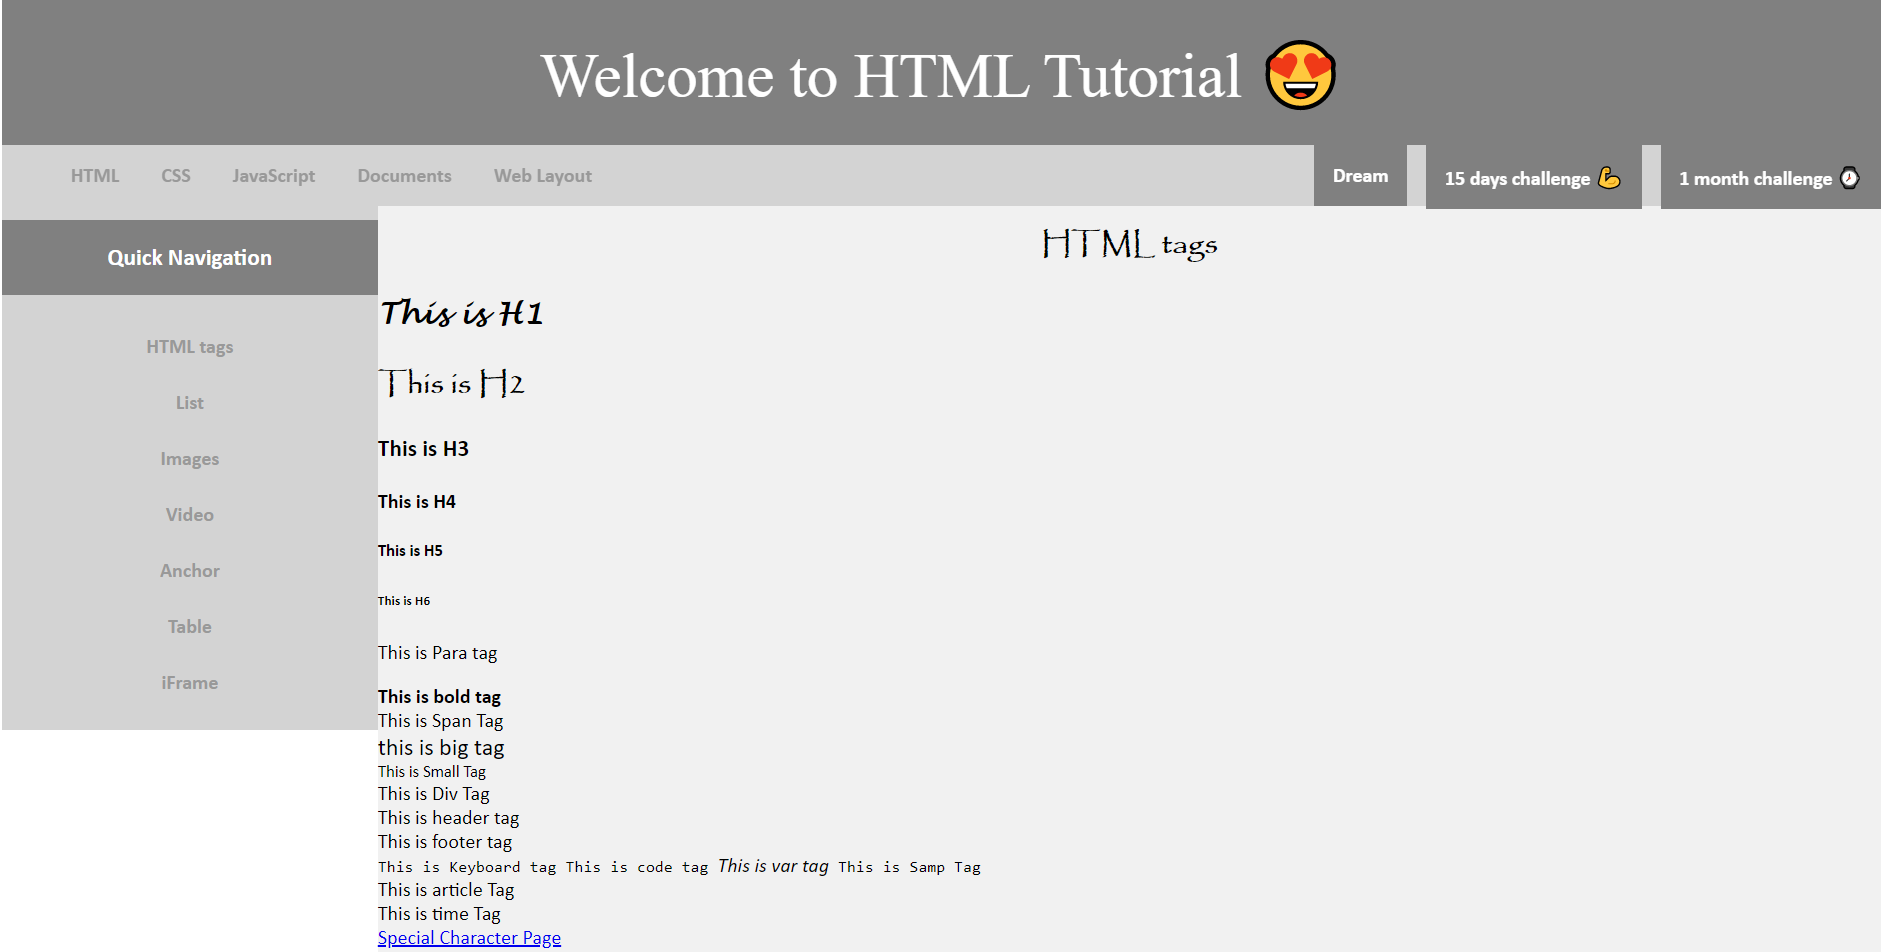 Welcome to HTML Tutorial 😍
HTML CSS JavaScript Documents Web Layout Dream 15 days challenge 💪 1 month challenge ⌚
Quick Navigation
HTML tags
List
Images
Video
Anchor
Table
iFrame
HTML tags
This is H1
This is H2
This is H3
This is H4
This is H5
This is H6
This is Para tag
This is bold tag
This is Span Tag
this is big tag
This is Small Tag
This is Div Tag
This is header tag
This is footer tag
This is Keyboard tag This is code tag This is var tag This is Samp Tag
This is article Tag
This is time Tag
Special Character Page